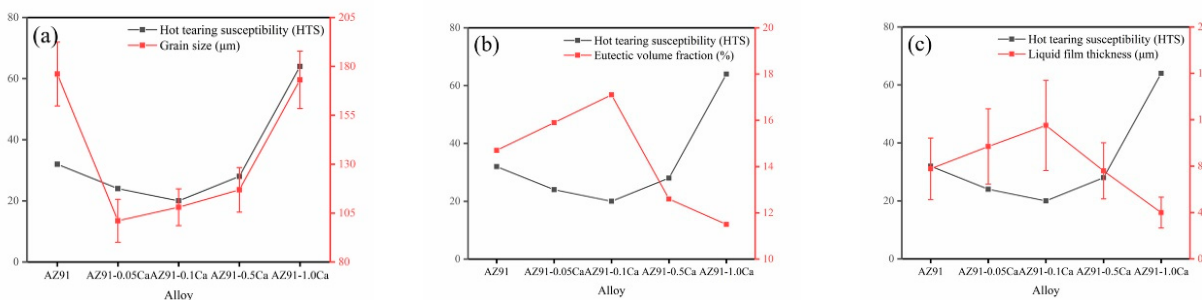 (a)
Hot tearing susceptibility (HTS)
Grain size (μm)
80
60
40
20
0
205
180
155
130
105
80
AZ91 AZ91-0.05Ca AZ91-0.1Ca AZ91-0.5Ca AZ91-1.0Ca
Alloy
(b)
Hot tearing susceptibility (HTS)
Eutectic volume fraction (%)
80
60
40
20
0
20
18
16
14
12
10
AZ91 AZ91-0.05Ca AZ91-0.1Ca AZ91-0.5Ca AZ91-1.0Ca
Alloy
(c)
Hot tearing susceptibility (HTS)
Liquid film thickness (μm)
80
60
40
20
0
8
4
0
AZ91 AZ91-0.05Ca AZ91-0.1Ca AZ91-0.5Ca AZ91-1.0Ca
Alloy